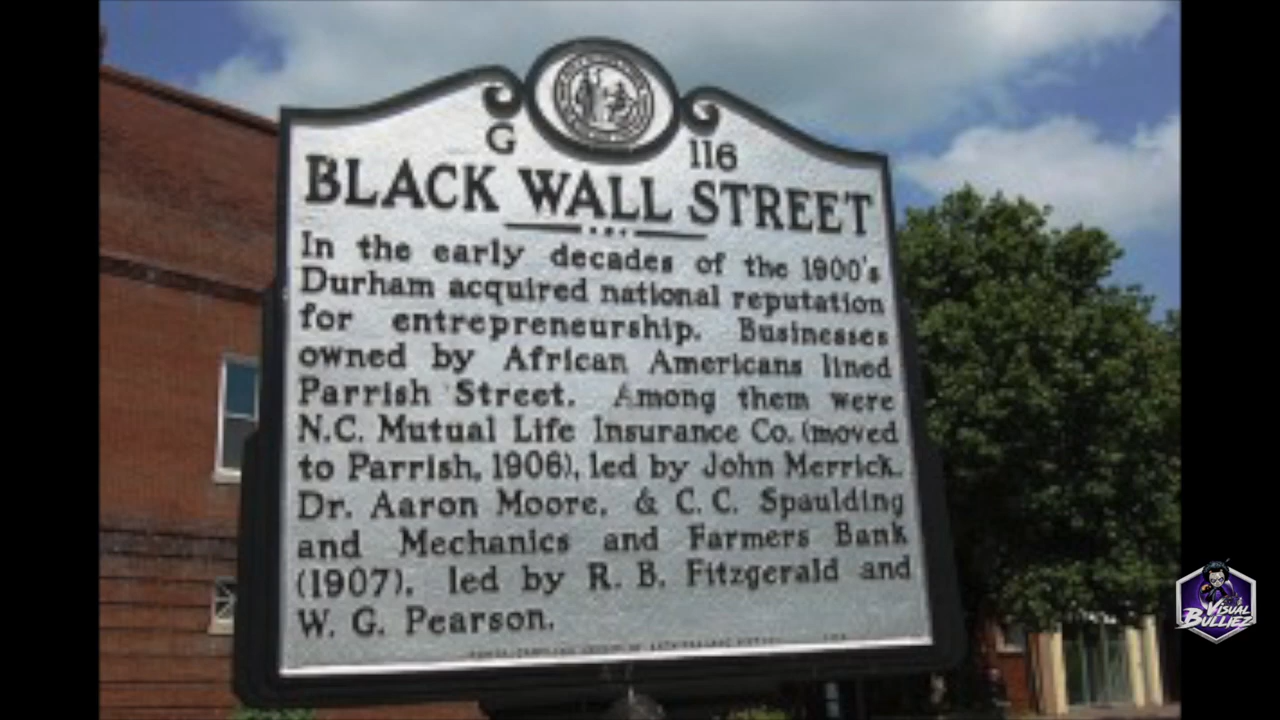 G 116
BLACK WALL STREET
In the early decades of the 1900's
Durham acquired national reputation
for entrepreneurship. Businesses
owned by African Americans lined
Parrish Street. Among them were
N.C. Mutual Life Insurance Co. (moved
to Parrish, 1906), led by John Merrick,
Dr. Aaron Moore, & C. C. Spaulding
and Mechanics and Farmers Bank
(1907), led by R. B. Fitzgerald and
W. G. Pearson.
VISUAL
BULLIEZ